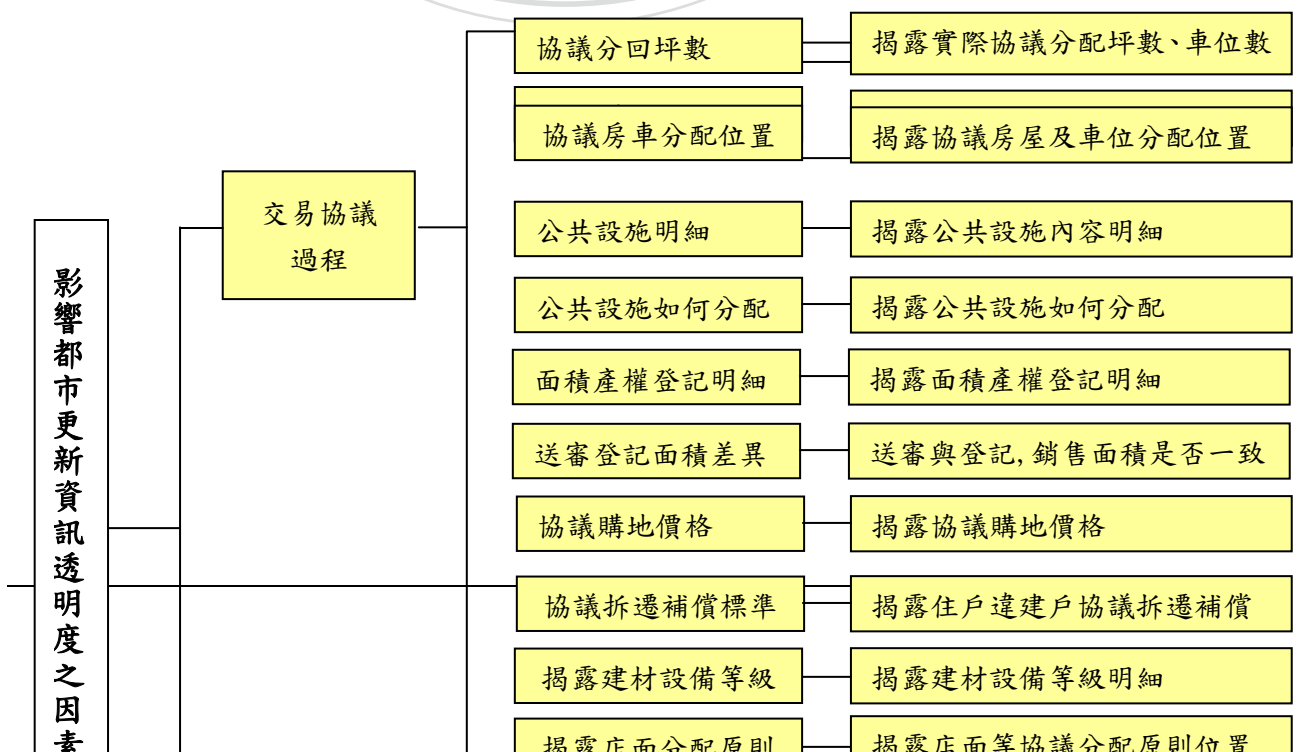 影響都市更新資訊透明度之因素
交易協議
過程
協議分回坪數
揭露實際協議分配坪數、車位數
協議房車分配位置
揭露協議房屋及車位分配位置
公共設施明細
揭露公共設施內容明細
公共設施如何分配
揭露公共設施如何分配
面積產權登記明細
揭露面積產權登記明細
送審登記面積差異
送審與登記,銷售面積是否一致
協議購地價格
揭露協議購地價格
協議拆遷補償標準
揭露住戶違建戶協議拆遷補償
揭露建材設備等級
揭露建材設備等級明細
揭露店面分配原則
揭露店面等協議分配原則位置